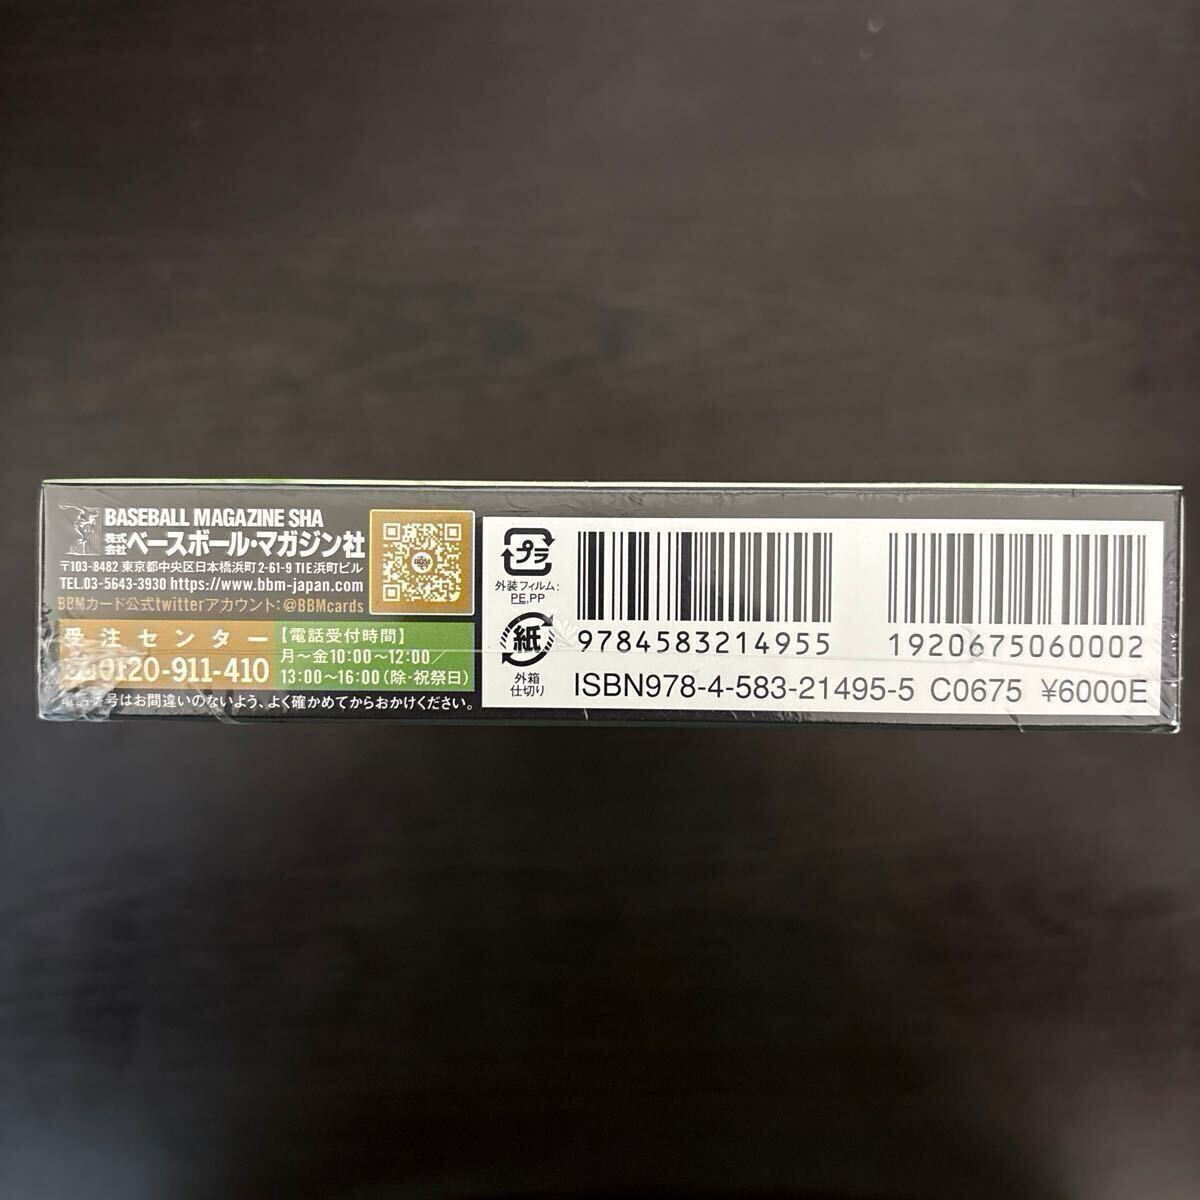 BASEBALL MAGAZINE SHA
株式会社 ベースボール・マガジン社
〒103-8482 東京都中央区日本橋浜町2-61-9 TIE浜町ビル
TEL.03-5643-3930 https://www.bbm-japan.com
BBMカード公式twitterアカウント:@BBMcards
受注センター
0120-911-410
【電話受付時間】
月〜金10:00〜12:00/
13:00〜16:00(除・祝祭日)
電話番号はお間違いのないよう、よく確かめてからおかけください。
プラ
外装フィルム:
PE,PP
紙
外箱
仕切り
9784583214955
1920675060002
ISBN978-4-583-21495-5 C0675 ¥6000E